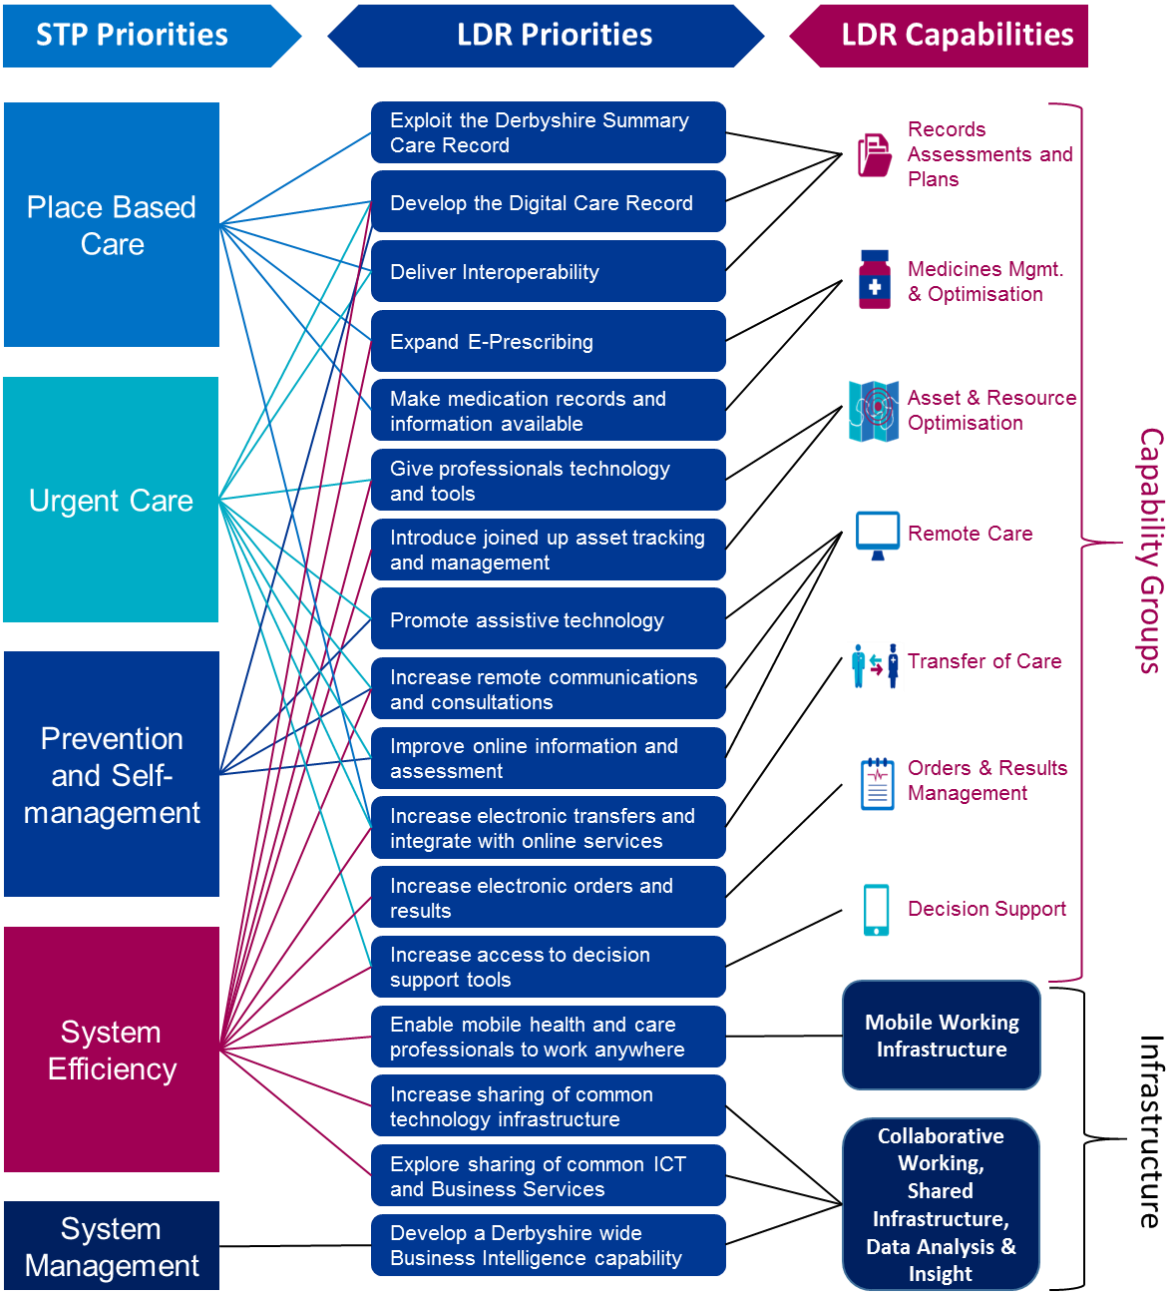 STP Priorities
LDR Priorities
LDR Capabilities
Place Based
Care
Urgent Care
Prevention
and Self-
management
System
Efficiency
System
Management
Exploit the Derbyshire Summary
Care Record
Develop the Digital Care Record
Deliver Interoperability
Expand E-Prescribing
Make medication records and
information available
Give professionals technology
and tools
Introduce joined up asset tracking
and management
Promote assistive technology
Increase remote communications
and consultations
Improve online information and
assessment
Increase electronic transfers and
integrate with online services
Increase electronic orders and
results
Increase access to decision
support tools
Enable mobile health and care
professionals to work anywhere
Increase sharing of common
technology infrastructure
Explore sharing of common ICT
and Business Services
Develop a Derbyshire wide
Business Intelligence capability
Records
Assessments and
Plans
Medicines Mgmt.
& Optimisation
Asset & Resource
Optimisation
Remote Care
Transfer of Care
Orders & Results
Management
Decision Support
Mobile Working
Infrastructure
Collaborative
Working,
Shared
Infrastructure,
Data Analysis &
Insight
Capability Groups
Infrastructure